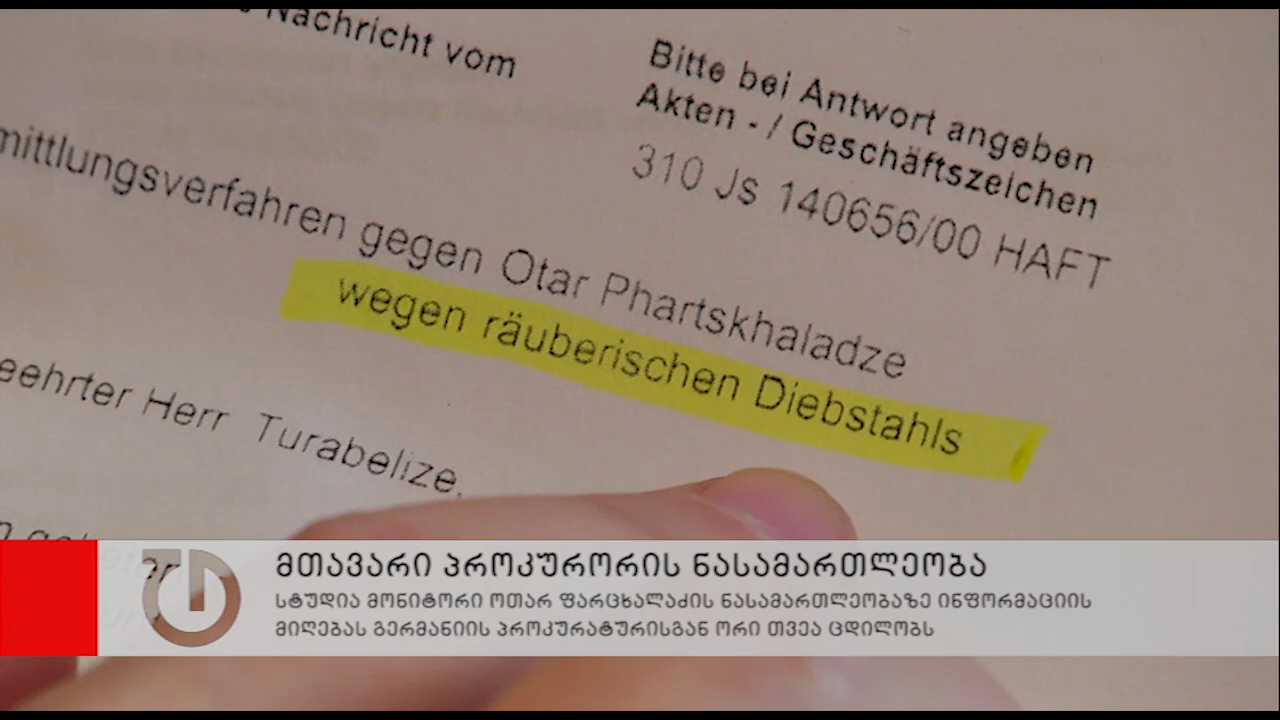 Nachricht vom
Bitte bei Antwort angeben
Akten - / Geschäftszeichen
310 Js 140656/00 HAFT
mittlungsverfahren gegen Otar Phartskhaladze
wegen räuberischen Diebstahls
eehrter Herr Turabelize.
მთავარი პროკურორის ნასამართლეობა
სტუდია მონიტორი ოთარ ფარცხალაძის ნასამართლეობაზე ინფორმაციის
მიღებას გერმანიის პროკურატურისგან ორი თვეა ცდილობს